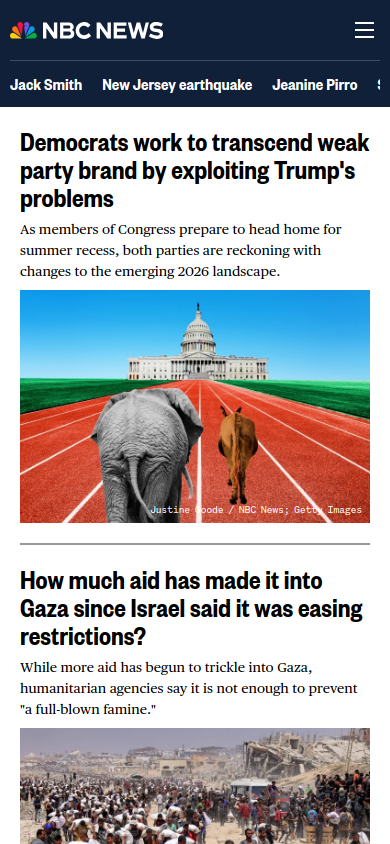 NBC NEWS
Jack Smith New Jersey earthquake Jeanine Pirro
Democrats work to transcend weak
party brand by exploiting Trump's
problems
As members of Congress prepare to head home for
summer recess, both parties are reckoning with
changes to the emerging 2026 landscape.
Justine Goode / NBC News; Getty Images
How much aid has made it into
Gaza since Israel said it was easing
restrictions?
While more aid has begun to trickle into Gaza,
humanitarian agencies say it is not enough to prevent
"a full-blown famine."